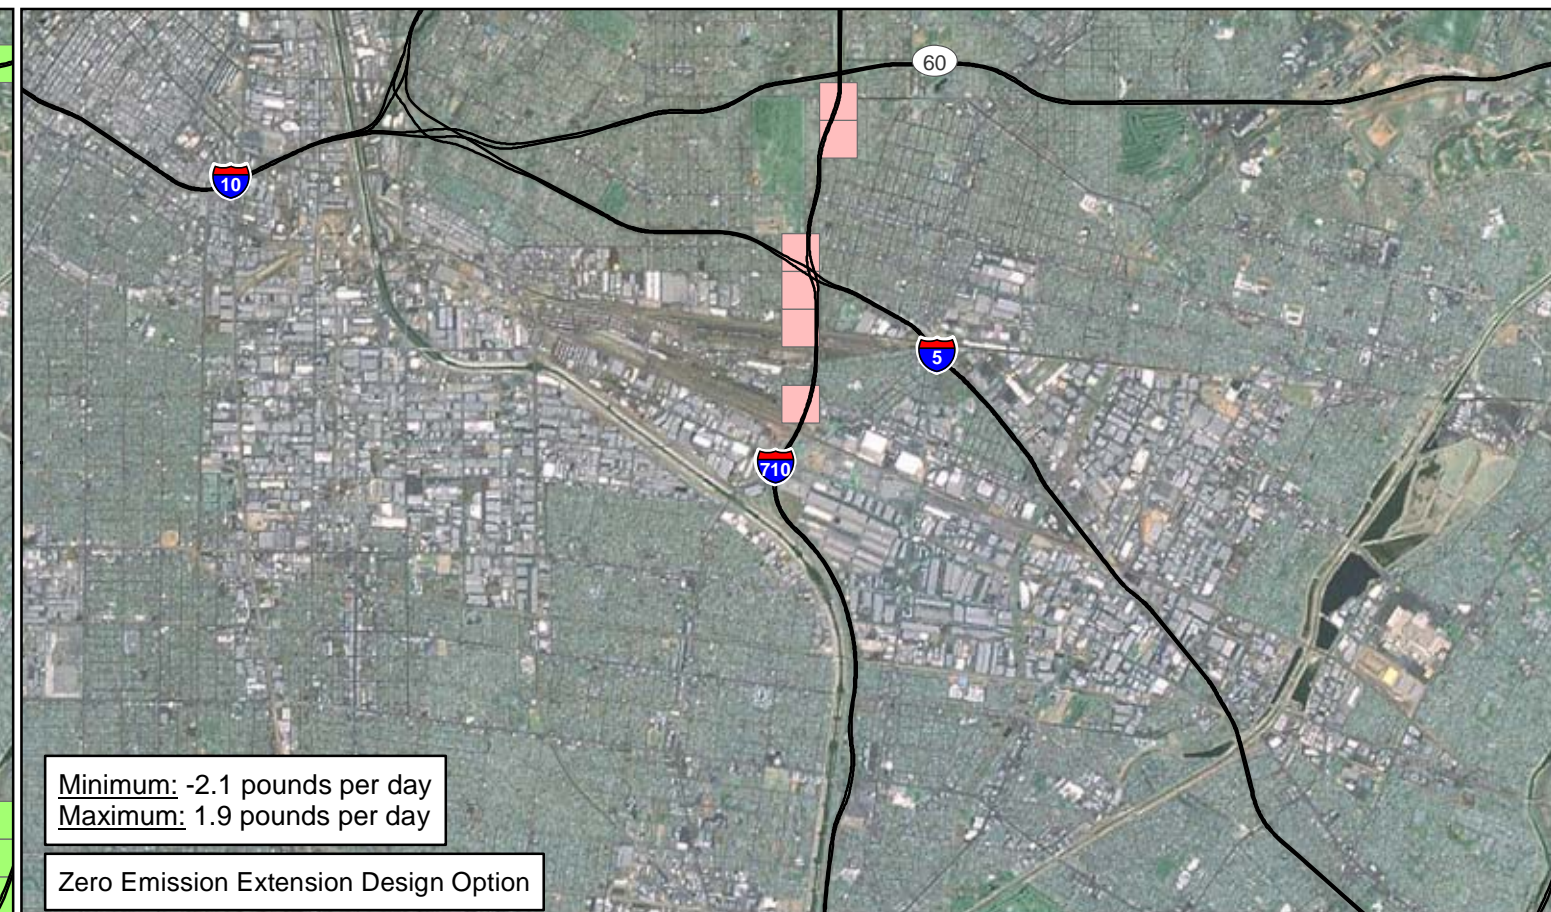 60
10
5
710
Minimum: -2.1 pounds per day
Maximum: 1.9 pounds per day
Zero Emission Extension Design Option